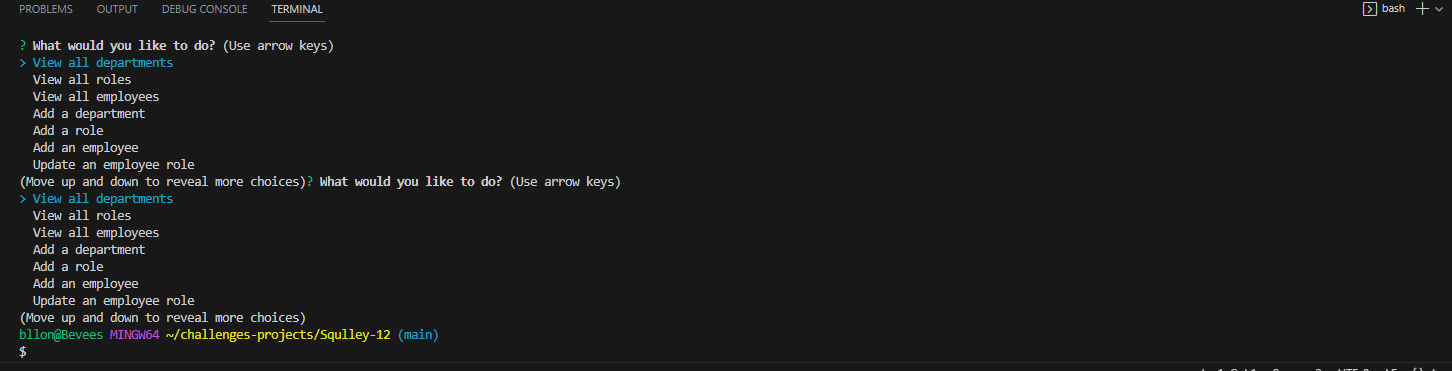 PROBLEMS OUTPUT DEBUG CONSOLE TERMINAL bash
? What would you like to do? (Use arrow keys)
> View all departments
View all roles
View all employees
Add a department
Add a role
Add an employee
Update an employee role
(Move up and down to reveal more choices)? What would you like to do? (Use arrow keys)
> View all departments
View all roles
View all employees
Add a department
Add a role
Add an employee
Update an employee role
(Move up and down to reveal more choices)
bllon@Bevees MINGW64 ~/challenges-projects/Squlley-12 (main)
$